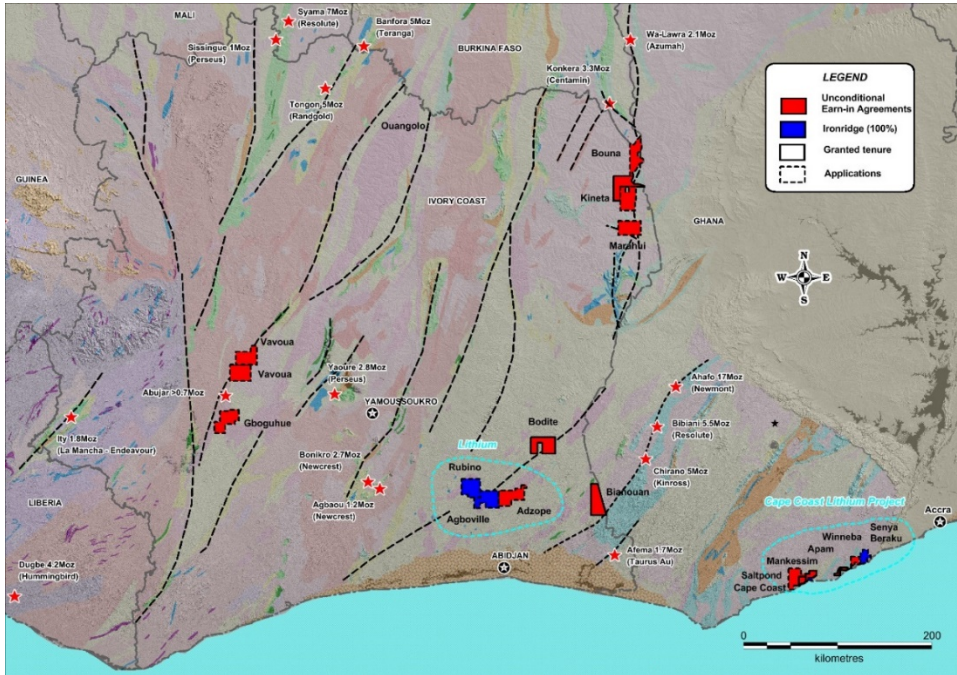 MALI
Syama 7Moz
(Resolute)
Banfora 5Moz
(Teranga)
Sissingue 1Moz
(Perseus)
BURKINA FASO
Wa-Lawra 2.1Moz
(Azumah)
Konkera 3.3Moz
(Centamin)
Tongon 5Moz
(Randgold)
Ouangolo
LEGEND
Unconditional
Earn-in Agreements
Ironridge (100%)
Granted tenure
Applications
Bouna
GUINEA
IVORY COAST
Kineta
GHANA
Marahui
N
W
E
S
Vavoua
Vavoua
Yaoure 2.8Moz
(Perseus)
Abujar >0.7Moz
YAMOUSSOUKRO
Ahafo 17Moz
(Newmont)
Gboguhue
Ity 1.8Moz
(La Mancha - Endeavour)
Bodite
Bibiani 5.5Moz
(Resolute)
Lithium
Bonikro 2.7Moz
(Newcrest)
Rubino
Chirano 5Moz
(Kinross)
LIBERIA
Agbaou 1.2Moz
(Newcrest)
Agboville
Adzope
Bianouan
Cape Coast Lithium Project
Accra
Senya
Beraku
Winneba
Apam
Mankessim
Saltpond
Cape Coast
ABIDJAN
Afema 1.7Moz
(Taurus Au)
Dugbe 4.2Moz
(Hummingbird)
0
200
kilometres